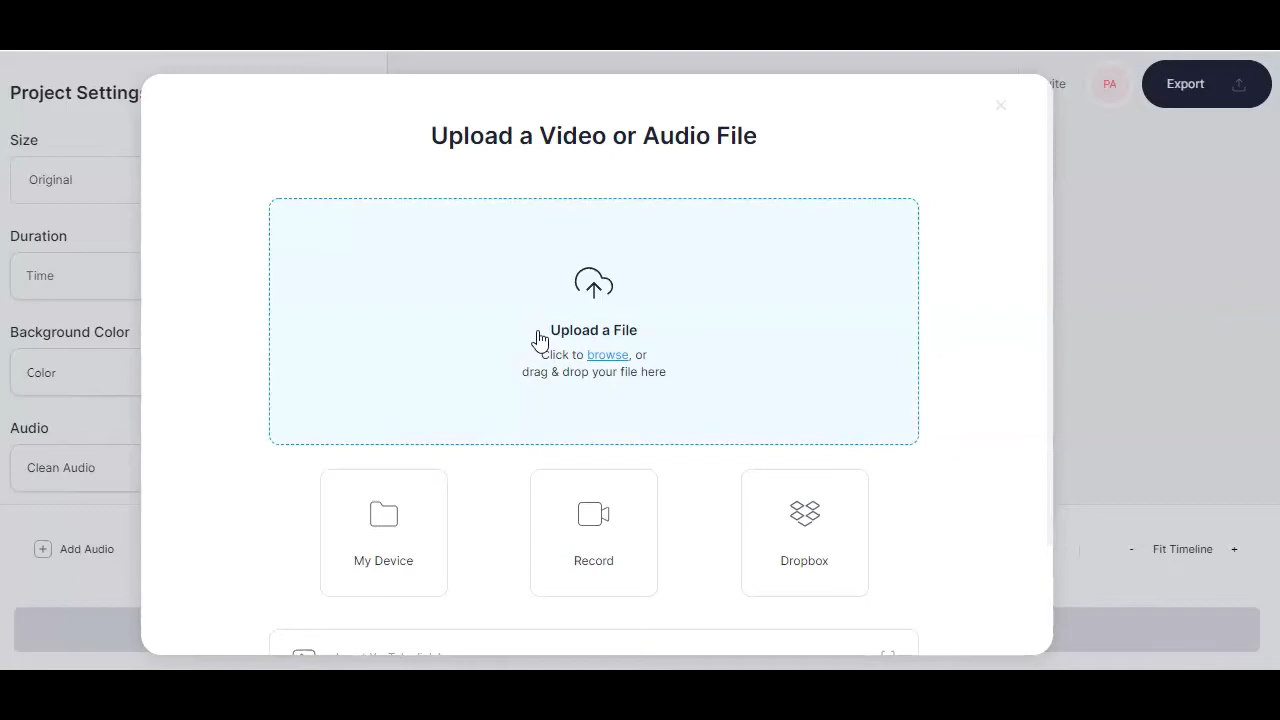 Project Settings
ite
PA
Export
Upload a Video or Audio File
Size
Original
Duration
Time
Background Color
Color
Audio
Clean Audio
Upload a File
Click to browse, or
drag & drop your file here
My Device
Record
Dropbox
+ Add Audio
- Fit Timeline +